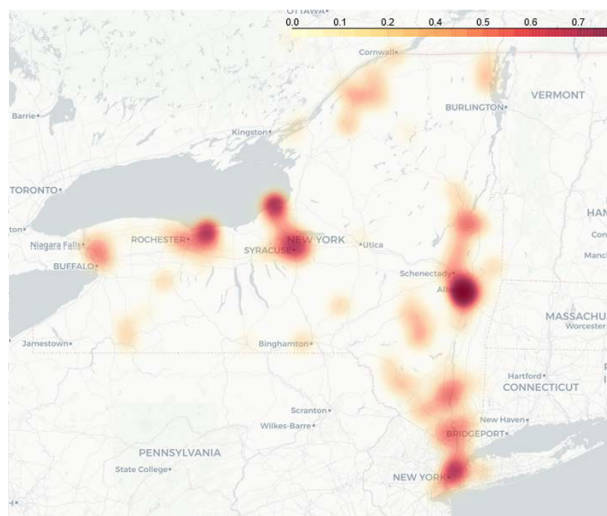 OTTAWA
0.0 0.1 0.2 0.4 0.5 0.6 0.7
Cornwall
VERMONT
Barrie
BURLINGTON
Kingston
TORONTO
NEW YORK
ROCHESTER
Niagara Falls
Niagara Falls
SYRACUSE
Utica
BUFFALO
Schenectady
MASSACHU
Worcester
Jamestown
Binghamton
Hartford
CONNECTICUT
Scranton
New Haven
Wilkes-Barre
BRIDGEPORT
PENNSYLVANIA
State College
NEW YORK